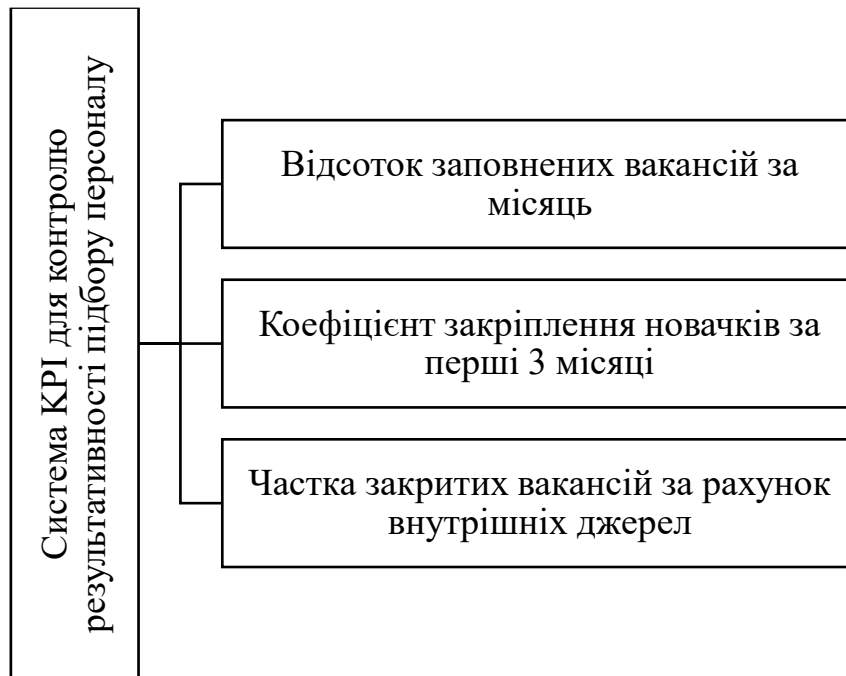 Система KPI для контролю
результативності підбору персоналу
Відсоток заповнених вакансій за
місяць
Коефіцієнт закріплення новачків за
перші 3 місяці
Частка закритих вакансій за рахунок
внутрішніх джерел